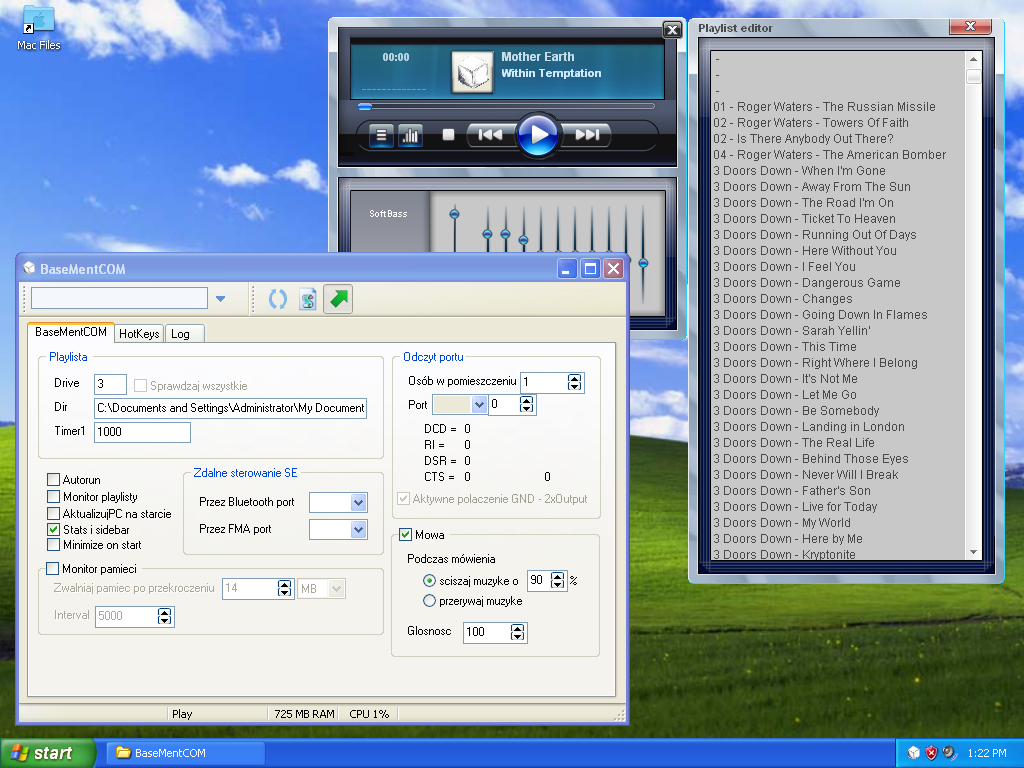 Mac Files
00:00
Mother Earth
Within Temptation
SoftBass
Playlist editor
-
-
-
01 - Roger Waters - The Russian Missile
02 - Roger Waters - Towers Of Faith
02 - Is There Anybody Out There?
04 - Roger Waters - The American Bomber
3 Doors Down - When I'm Gone
3 Doors Down - Away From The Sun
3 Doors Down - The Road I'm On
3 Doors Down - Ticket To Heaven
3 Doors Down - Running Out Of Days
3 Doors Down - Here Without You
3 Doors Down - I Feel You
3 Doors Down - Dangerous Game
3 Doors Down - Changes
3 Doors Down - Going Down In Flames
3 Doors Down - Sarah Yellin'
3 Doors Down - This Time
3 Doors Down - Right Where I Belong
3 Doors Down - It's Not Me
3 Doors Down - Let Me Go
3 Doors Down - Be Somebody
3 Doors Down - Landing in London
3 Doors Down - The Real Life
3 Doors Down - Behind Those Eyes
3 Doors Down - Never Will I Break
3 Doors Down - Father's Son
3 Doors Down - Live for Today
3 Doors Down - My World
3 Doors Down - Here by Me
3 Doors Down - Kryptonite
BaseMentCOM
BaseMentCOM HotKeys Log
Playlista
Drive 3 Sprawdzaj wszystkie
Dir C:\Documents and Settings\Administrator\My Document
Timer1 1000
Autorun
Monitor playlisty
AktualizujPC na starcie
Stats i sidebar
Minimize on start
Zdalne sterowanie SE
Przez Bluetooth port
Przez FMA port
Monitor pamieci
Zwalniaj pamiec po przekroczeniu 14 MB
Interval 5000
Odczyt portu
Osób w pomieszczeniu 1
Port 0
DCD = 0
RI = 0
DSR = 0
CTS = 0 0
Aktywne polaczenie GND - 2xOutput
Mowa
Podczas mówienia
sciszaj muzyke o 90 %
przerywaj muzyke
Glosnosc 100
Play 725 MB RAM CPU 1%
start BaseMentCOM 1:22 PM